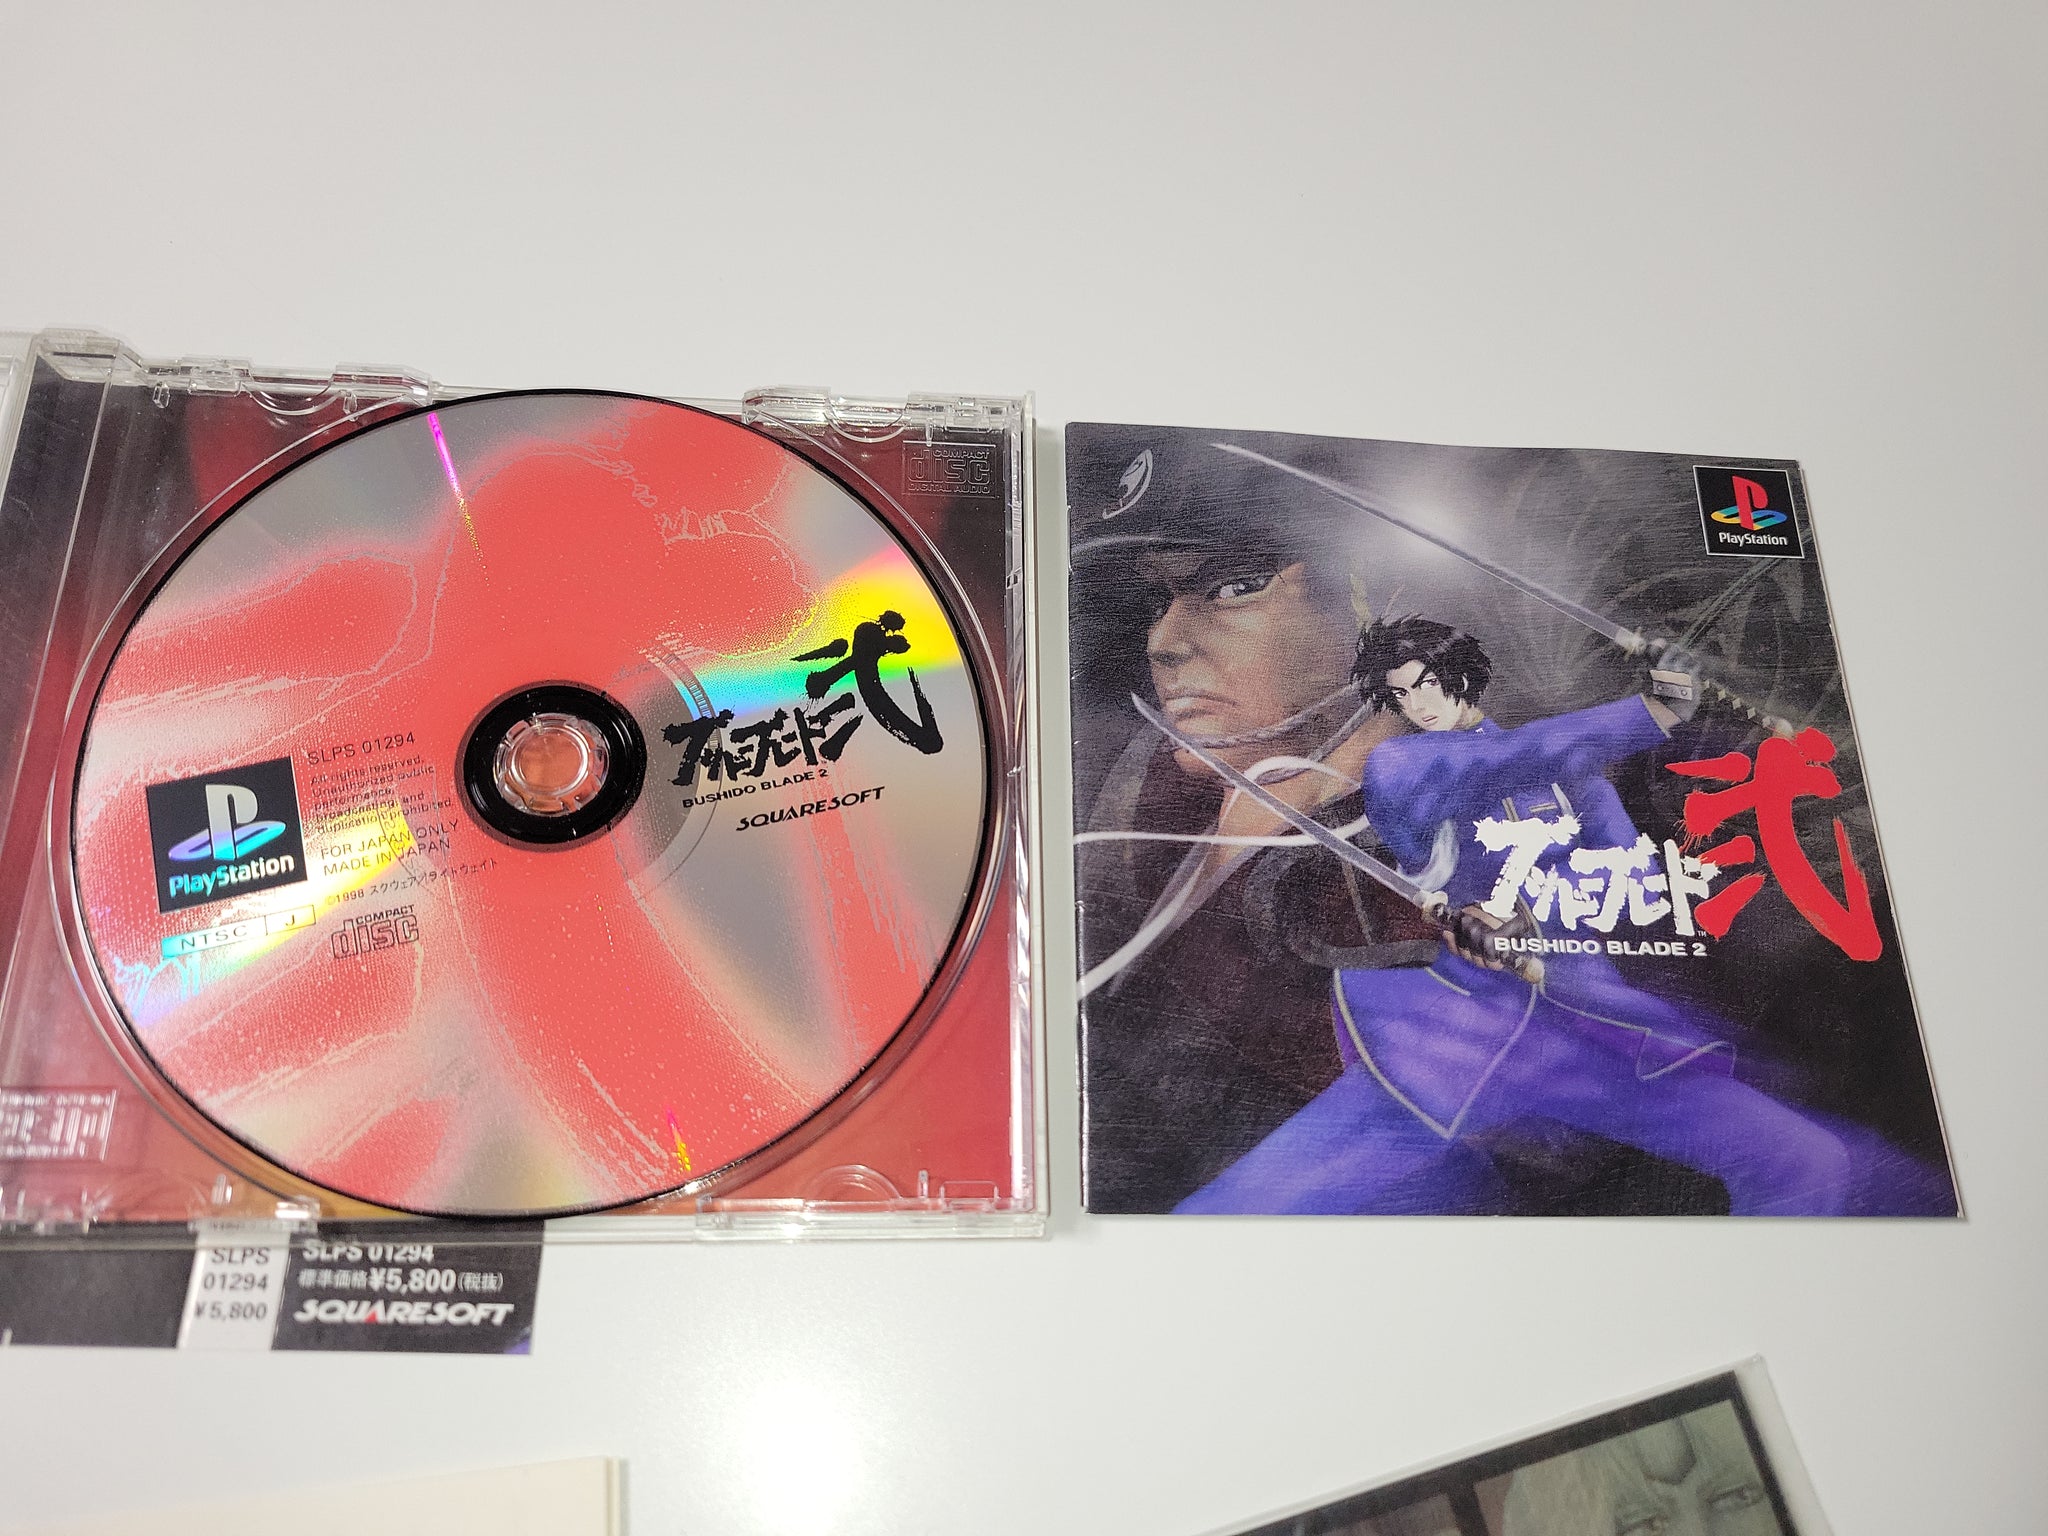 SLPS 01294
All rights reserved.
Unauthorized public
performance,
broadcasting and
duplication prohibited.
FOR JAPAN ONLY
MADE IN JAPAN
©1998 スクウェア/ライトウェイト
PlayStation
NTSC J
COMPACT
disc
ブシドーブレード弐
BUSHIDO BLADE 2
SQUARESOFT
COMPACT
disc
DIGITAL AUDIO
PlayStation
ブシドーブレード弐
TM
BUSHIDO BLADE 2
SLPS
01294
¥5,800
SLPS 01294
標準価格¥5,800(税抜)
SQUARESOFT